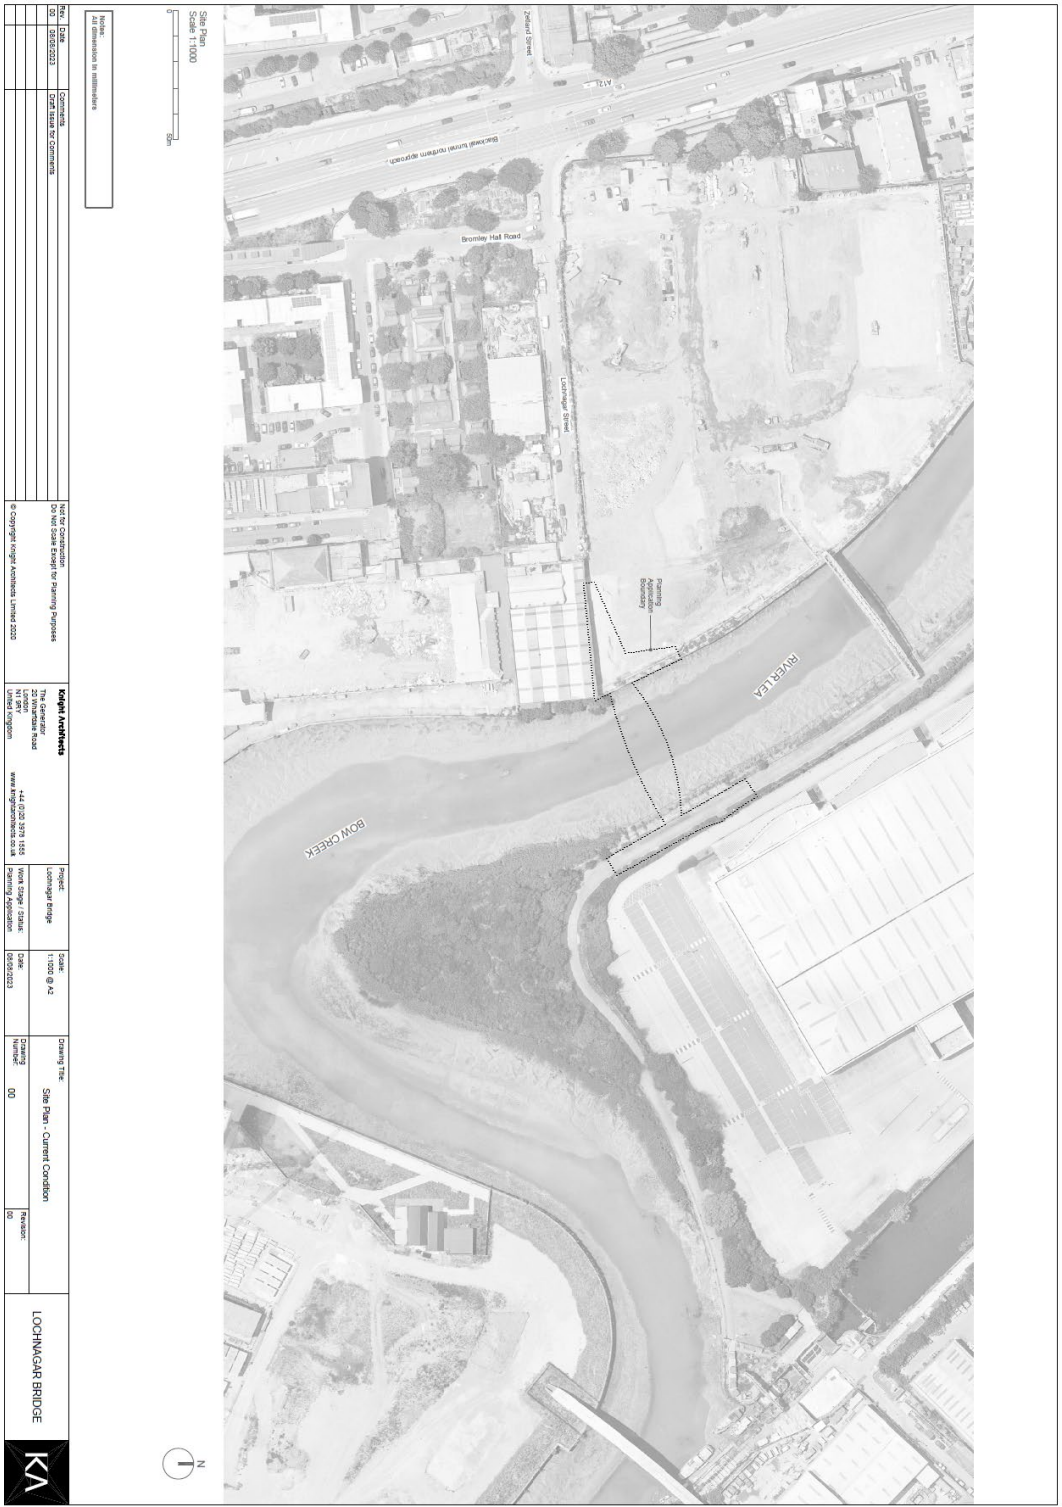 Zetland Street
A12
Blackwall tunnel northern approach
Bromley Hall Road
Lochnagar Street
Planning
Application
Boundary
RIVER LEA
BOW CREEK
Site Plan
Scale 1:1000
0
50m
N
Notes:
All dimension in millimeters
Rev.
Date
Comments
00
08/08/2023
Draft Issue for Comments
Not for Construction
Do Not Scale Except for Planning Purposes
© Copyright Knight Architects Limited 2020
Knight Architects
The Generator
20 Wharfdale Road
London
N1 9RY
United Kingdom
+44 (0)20 3978 1555
www.knightarchitects.co.uk
Project:
Lochnagar Bridge
Work Stage / Status:
Planning Application
Scale:
1:1000 @ A2
Date:
08/08/2023
Drawing Title:
Site Plan - Current Condition
Drawing
Number:
00
Revision:
00
LOCHNAGAR BRIDGE
KA